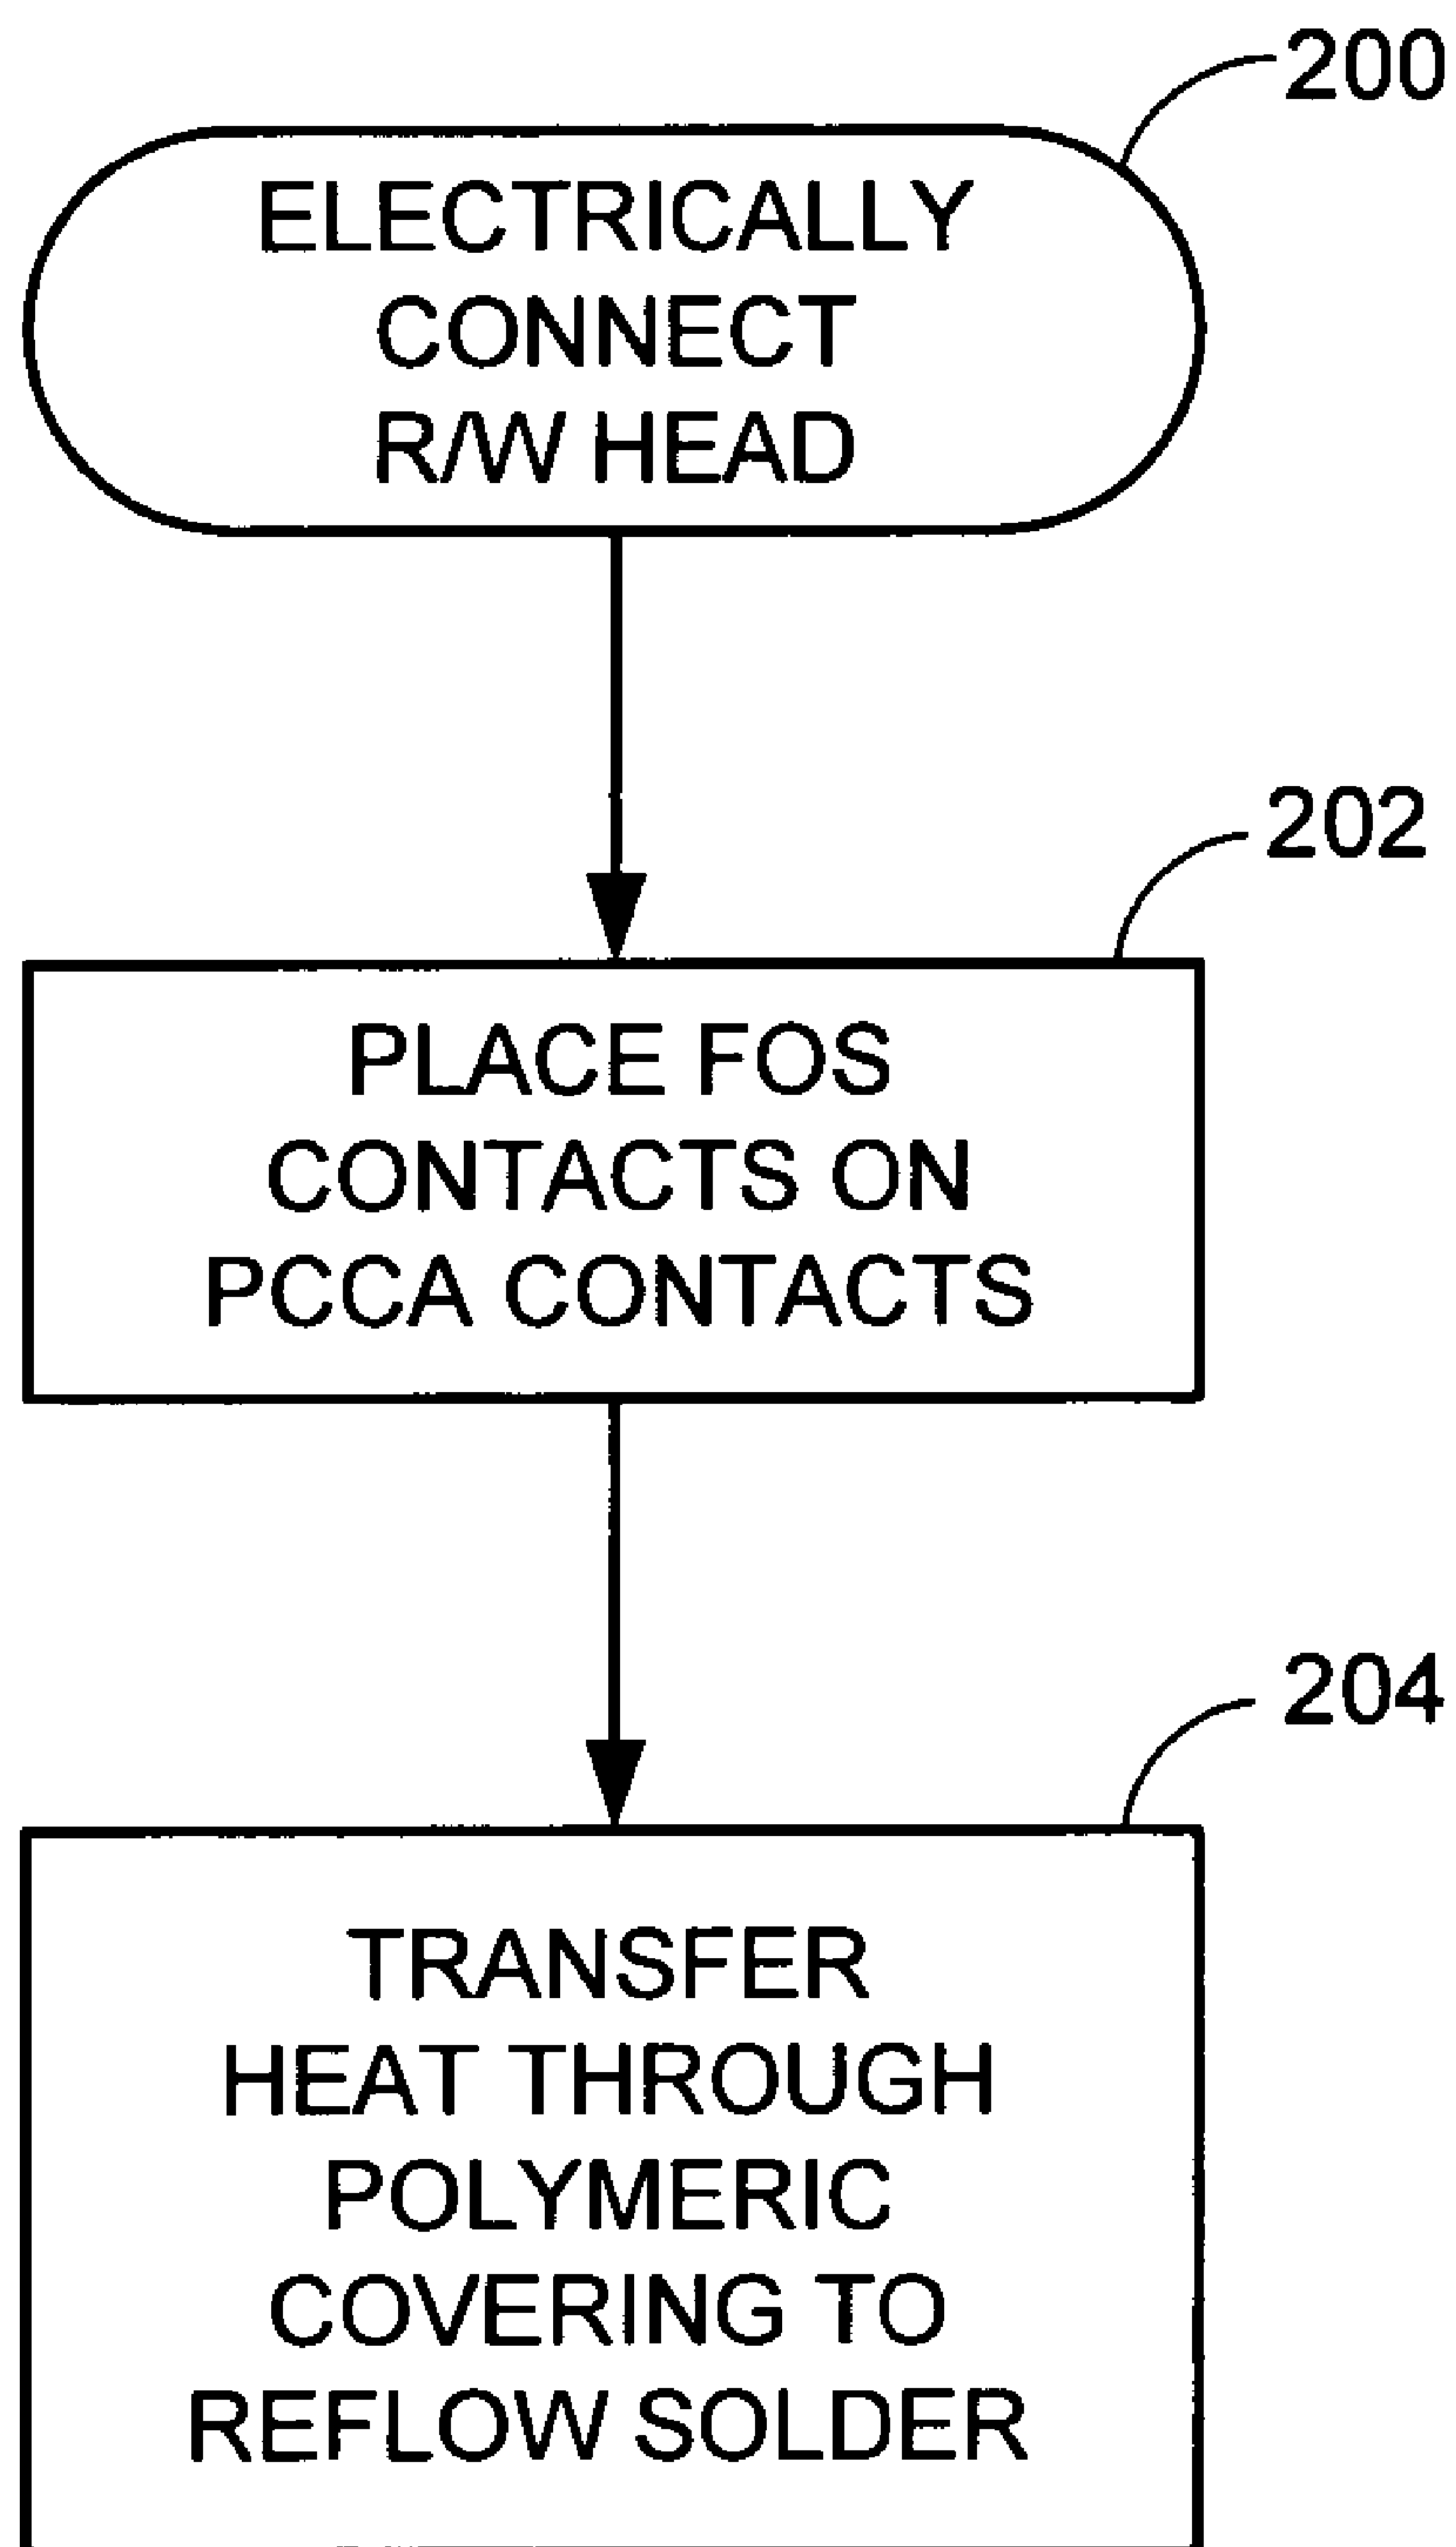 200
ELECTRICALLY
CONNECT
R/W HEAD
202
PLACE FOS
CONTACTS ON
PCCA CONTACTS
204
TRANSFER
HEAT THROUGH
POLYMERIC
COVERING TO
REFLOW SOLDER